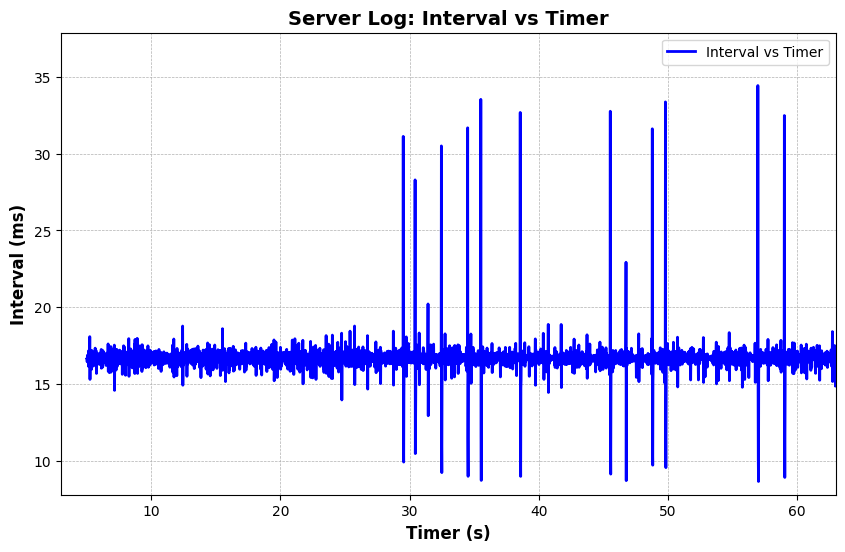 Server Log: Interval vs Timer
Interval vs Timer
35
30
25
20
15
10
Interval (ms)
10 20 30 40 50 60
Timer (s)